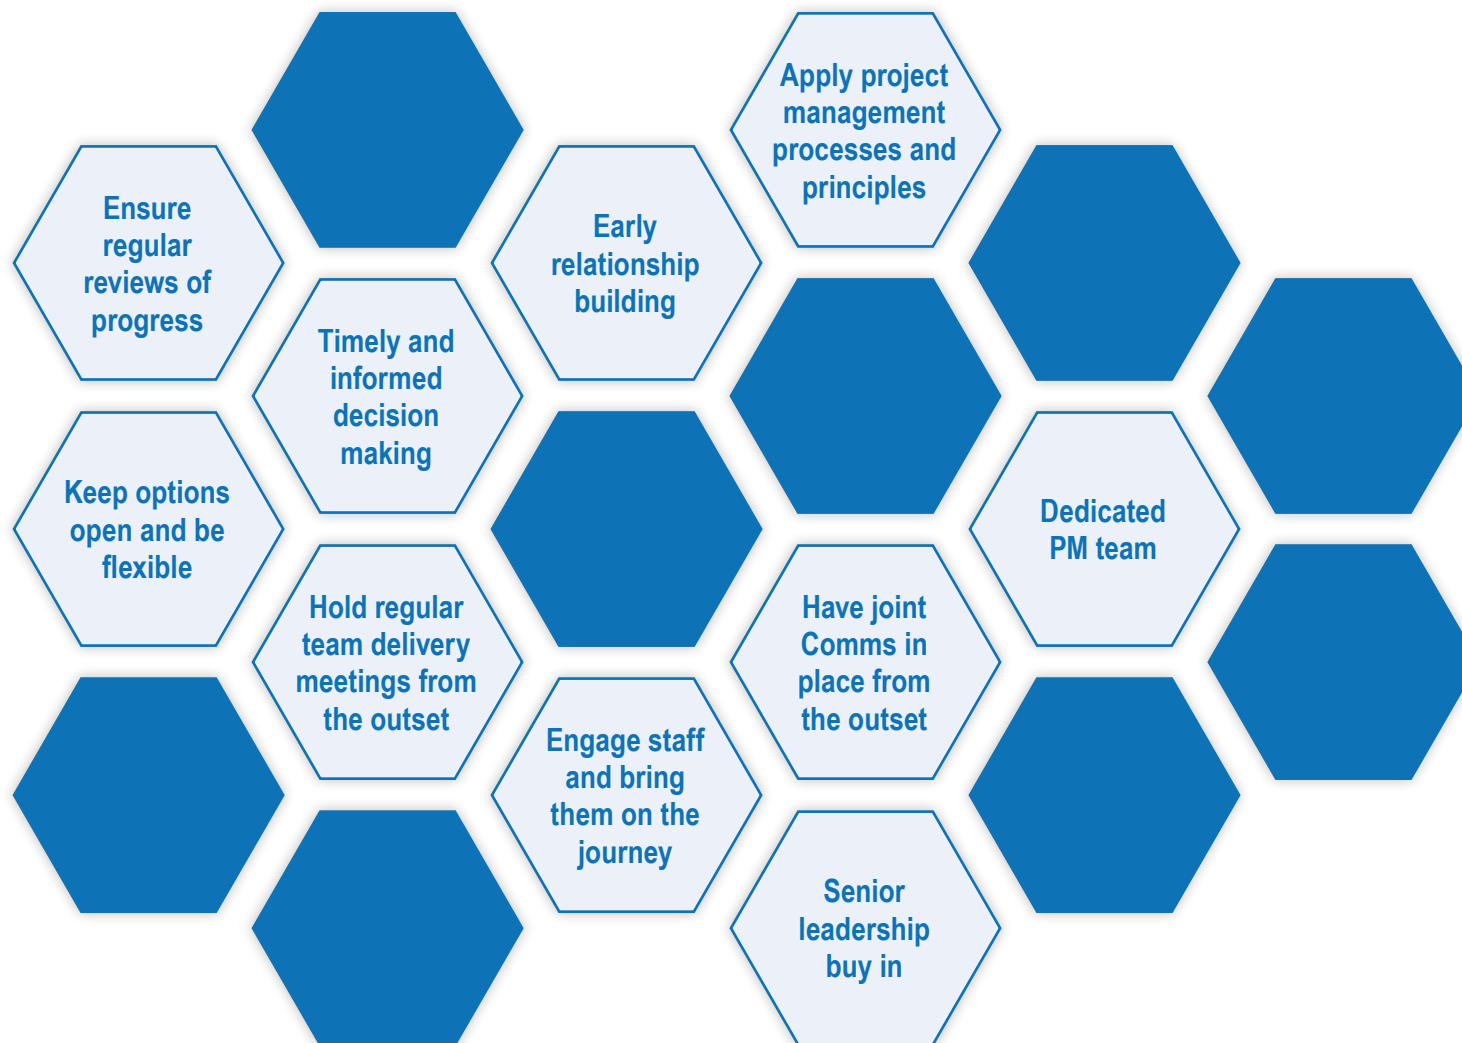 Apply project
management
processes and
principles
Ensure
regular
reviews of
progress
Early
relationship
building
Timely and
informed
decision
making
Keep options
open and be
flexible
Dedicated
PM team
Hold regular
team delivery
meetings from
the outset
Have joint
Comms in
place from
the outset
Engage staff
and bring
them on the
journey
Senior
leadership
buy in